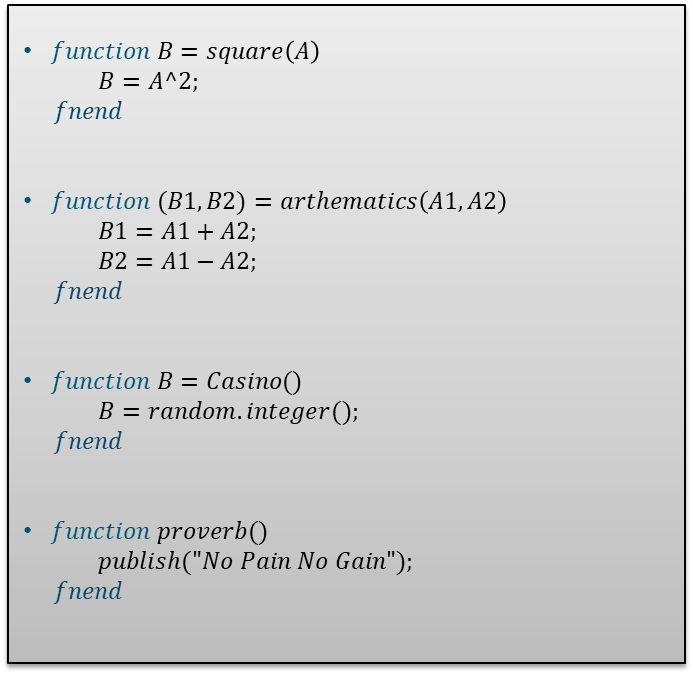 • function B = square(A)
B = A^2;
fnend
• function (B1, B2) = arthematics(A1, A2)
B1 = A1 + A2;
B2 = A1 − A2;
fnend
• function B = Casino()
B = random.integer();
fnend
• function proverb()
publish("No Pain No Gain");
fnend